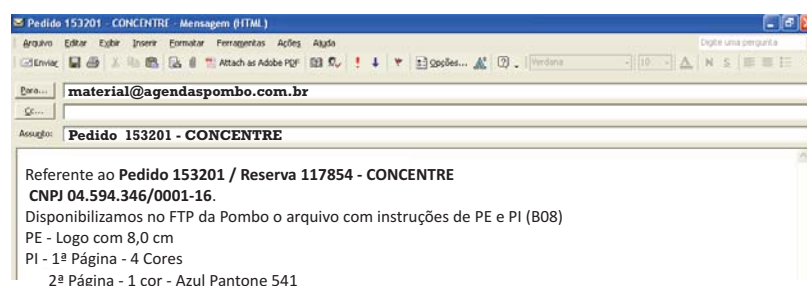 Pedido 153201 - CONCENTRE - Mensagem (HTML)
Arquivo Editar Exibir Inserir Formatar Ferramentas Ações Ajuda Digite uma pergunta
Enviar Attach as Adobe PDF Opções... Verdana 10 A N S
Para... material@agendaspombo.com.br
Cc...
Assunto: Pedido 153201 - CONCENTRE
Referente ao Pedido 153201 / Reserva 117854 - CONCENTRE
CNPJ 04.594.346/0001-16.
Disponibilizamos no FTP da Pombo o arquivo com instruções de PE e PI (B08)
PE - Logo com 8,0 cm
PI - 1ª Página - 4 Cores
2ª Página - 1 cor - Azul Pantone 541